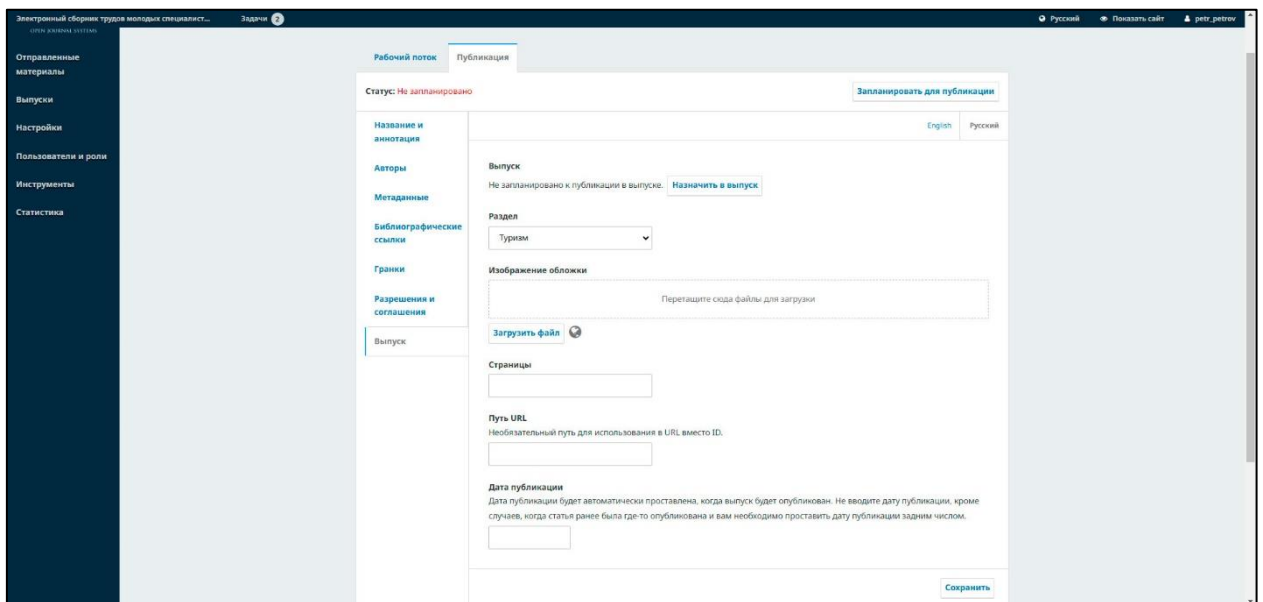 Электронный сборник трудов молодых специалист...
Задачи 2
Русский
Показать сайт
petr_petrov
OPEN JOURNAL SYSTEMS
Отправленные
материалы
Выпуски
Настройки
Пользователи и роли
Инструменты
Статистика
Рабочий поток
Публикация
Статус: Не запланировано
Запланировать для публикации
Название и
аннотация
Авторы
Метаданные
Библиографические
ссылки
Гранки
Разрешения и
соглашения
Выпуск
English
Русский
Выпуск
Не запланировано к публикации в выпуске. Назначить в выпуск
Раздел
Туризм
Изображение обложки
Перетащите сюда файлы для загрузки
Загрузить файл
Страницы
Путь URL
Необязательный путь для использования в URL вместо ID.
Дата публикации
Дата публикации будет автоматически проставлена, когда выпуск будет опубликован. Не вводите дату публикации, кроме
случаев, когда статья ранее была где-то опубликована и вам необходимо проставить дату публикации задним числом.
Сохранить